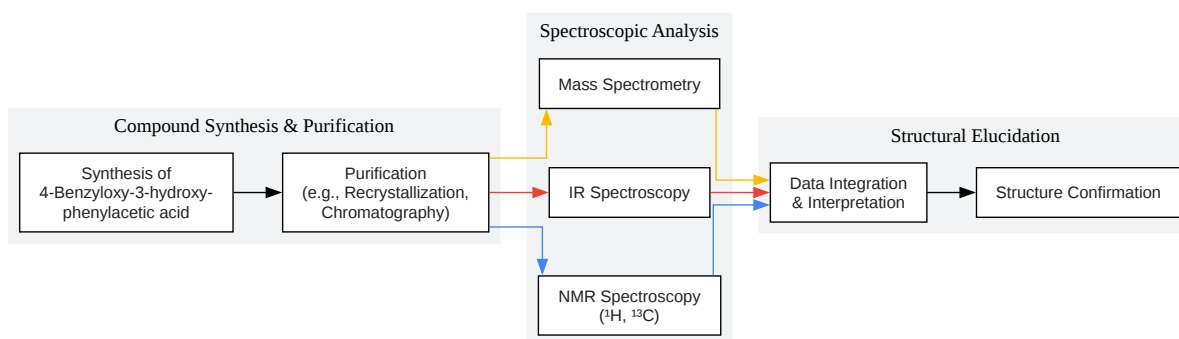 Compound Synthesis & Purification
Synthesis of
4-Benzyloxy-3-hydroxy-
phenylacetic acid
Purification
(e.g., Recrystallization,
Chromatography)
Spectroscopic Analysis
Mass Spectrometry
IR Spectroscopy
NMR Spectroscopy
(¹H, ¹³C)
Structural Elucidation
Data Integration
& Interpretation
Structure Confirmation